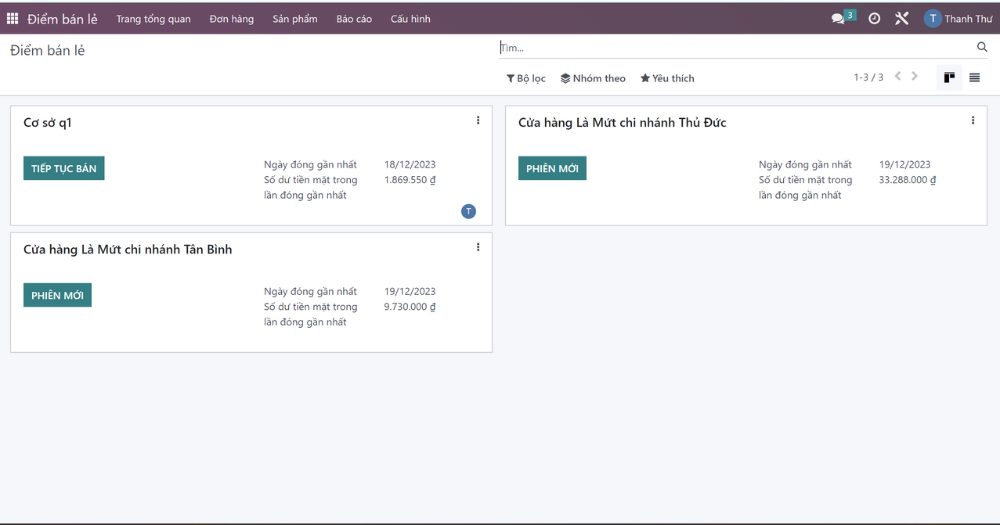 Điểm bán lẻ Trang tổng quan Đơn hàng Sản phẩm Báo cáo Cấu hình 3 T Thanh Thư
Điểm bán lẻ
Tìm...
Bộ lọc Nhóm theo Yêu thích 1-3 / 3
Cơ sở q1
TIẾP TỤC BÁN
Ngày đóng gần nhất 18/12/2023
Số dư tiền mặt trong 1.869.550 ₫
lần đóng gần nhất
T
Cửa hàng Là Mứt chi nhánh Thủ Đức
PHIÊN MỚI
Ngày đóng gần nhất 19/12/2023
Số dư tiền mặt trong 33.288.000 ₫
lần đóng gần nhất
Cửa hàng Là Mứt chi nhánh Tân Bình
PHIÊN MỚI
Ngày đóng gần nhất 19/12/2023
Số dư tiền mặt trong 9.730.000 ₫
lần đóng gần nhất